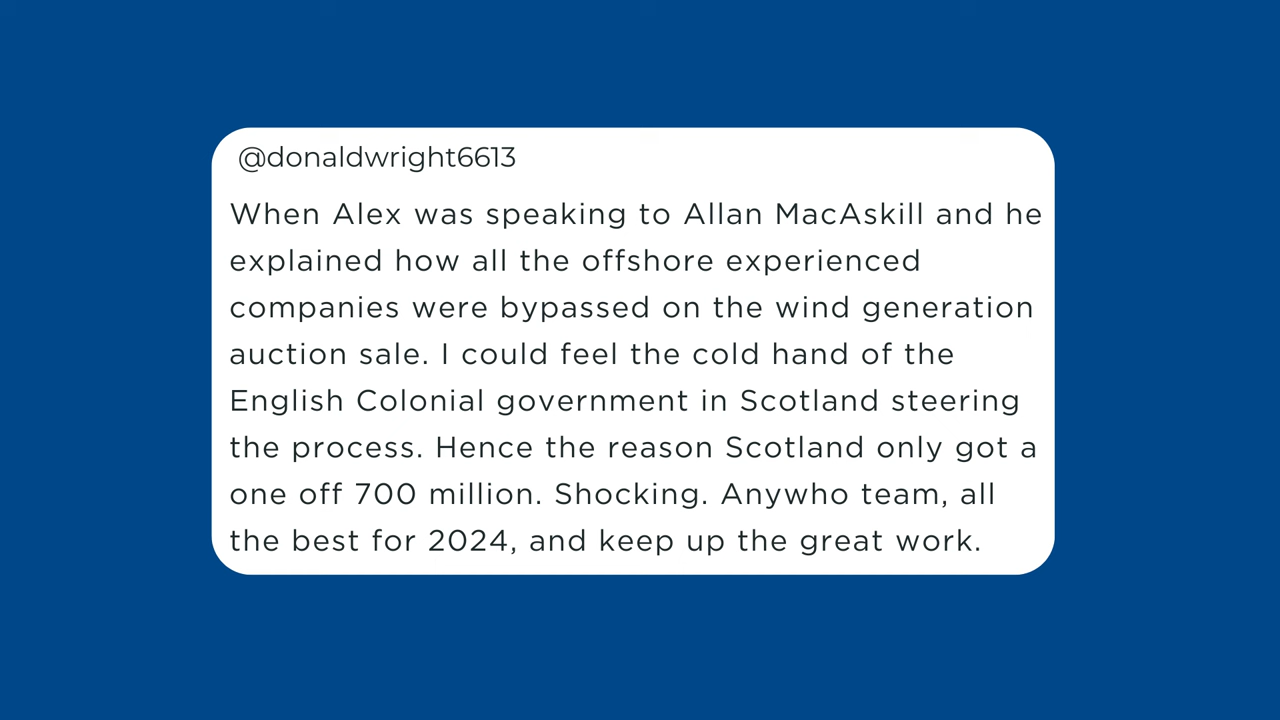 @donaldwright6613
When Alex was speaking to Allan MacAskill and he
explained how all the offshore experienced
companies were bypassed on the wind generation
auction sale. I could feel the cold hand of the
English Colonial government in Scotland steering
the process. Hence the reason Scotland only got a
one off 700 million. Shocking. Anywho team, all
the best for 2024, and keep up the great work.